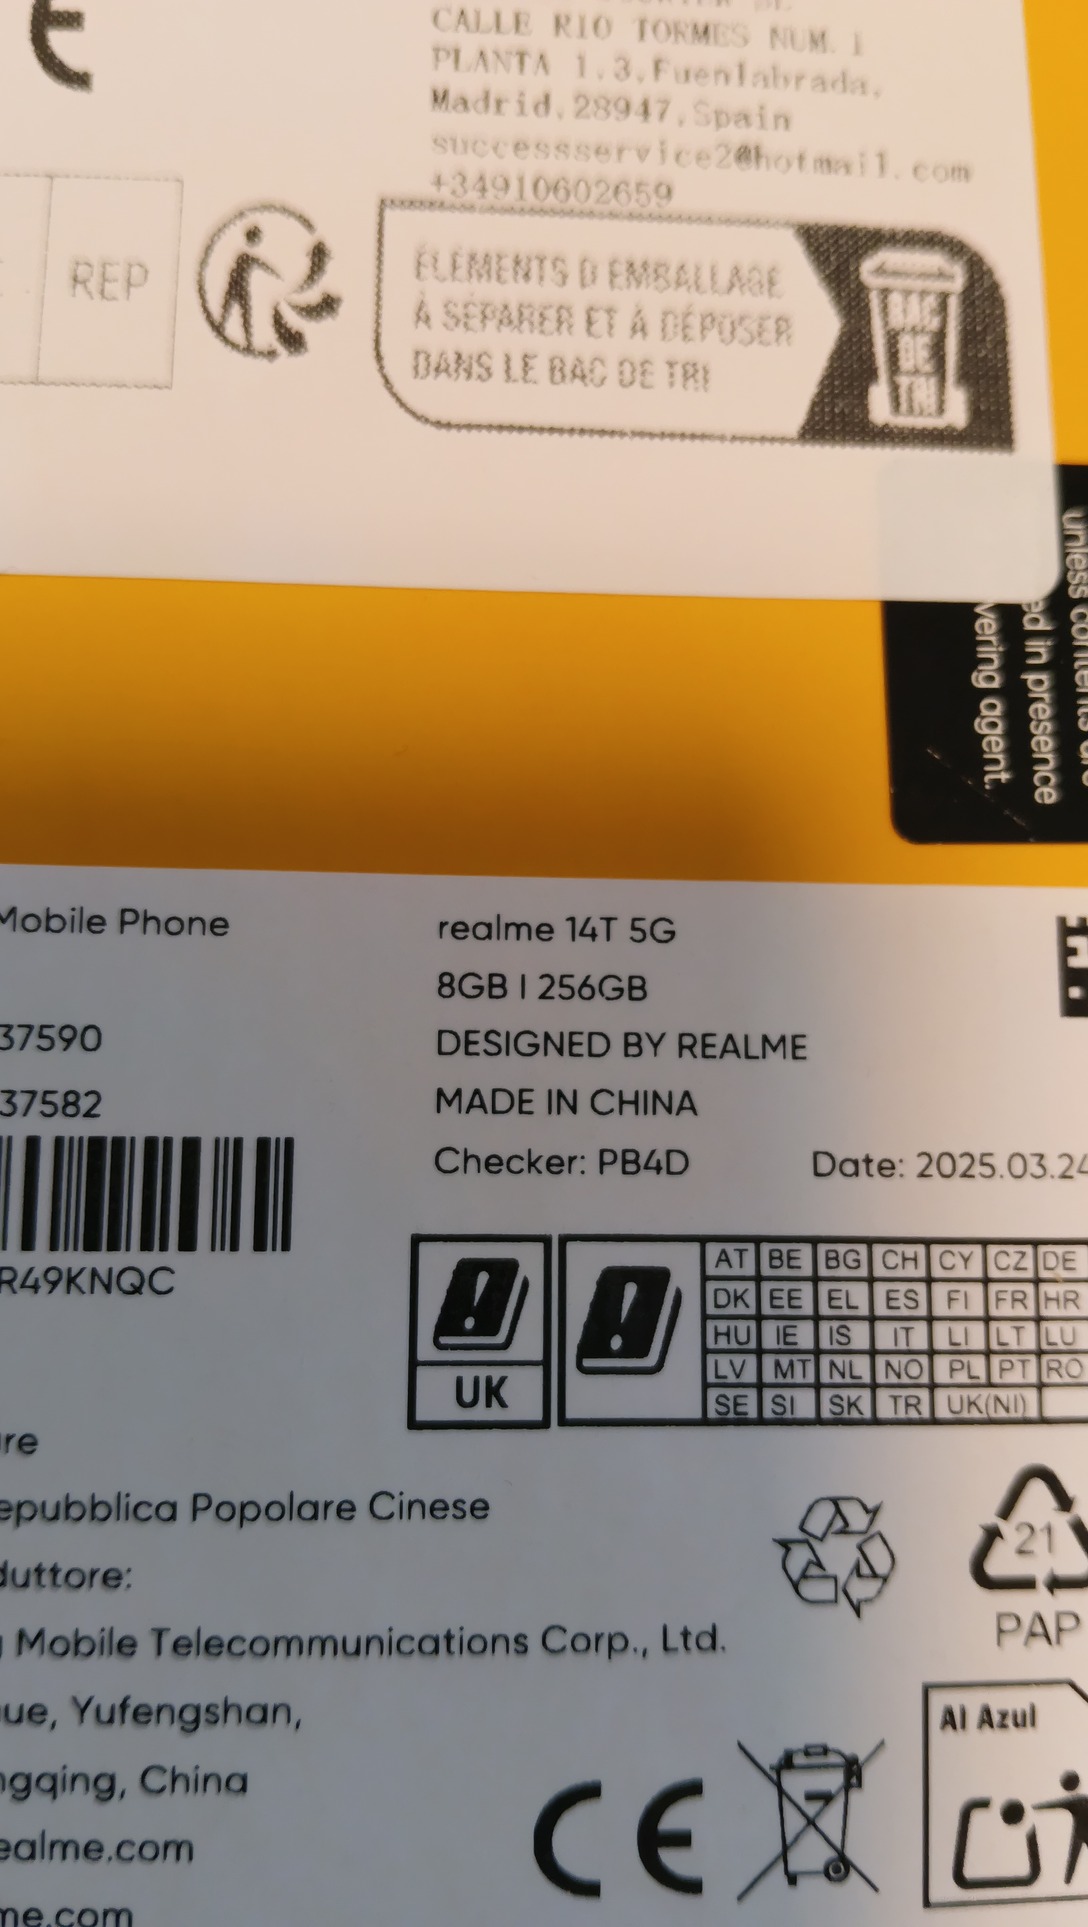 CALLE RIO TORMES NUM. 1
PLANTA 1.3.Fuenlabrada,
Madrid,28947,Spain
successservice2@hotmail.com
+34910602659
REP
ÉLÉMENTS D EMBALLAGE
À SÉPARER ET À DÉPOSER
DANS LE BAC DE TRI
BAC
DE
TRI
unless contents are
ed in presence
vering agent.
Mobile Phone
37590
37582
R49KNQC
realme 14T 5G
8GB | 256GB
DESIGNED BY REALME
MADE IN CHINA
Checker: PB4D
Date: 2025.03.24
UK
AT BE BG CH CY CZ DE
DK EE EL ES FI FR HR
HU IE IS IT LI LT LU
LV MT NL NO PL PT RO
SE SI SK TR UK(NI)
re
epubblica Popolare Cinese
duttore:
g Mobile Telecommunications Corp., Ltd.
ue, Yufengshan,
ngqing, China
ealme.com
me.com
21
PAP
Al Azul
CE